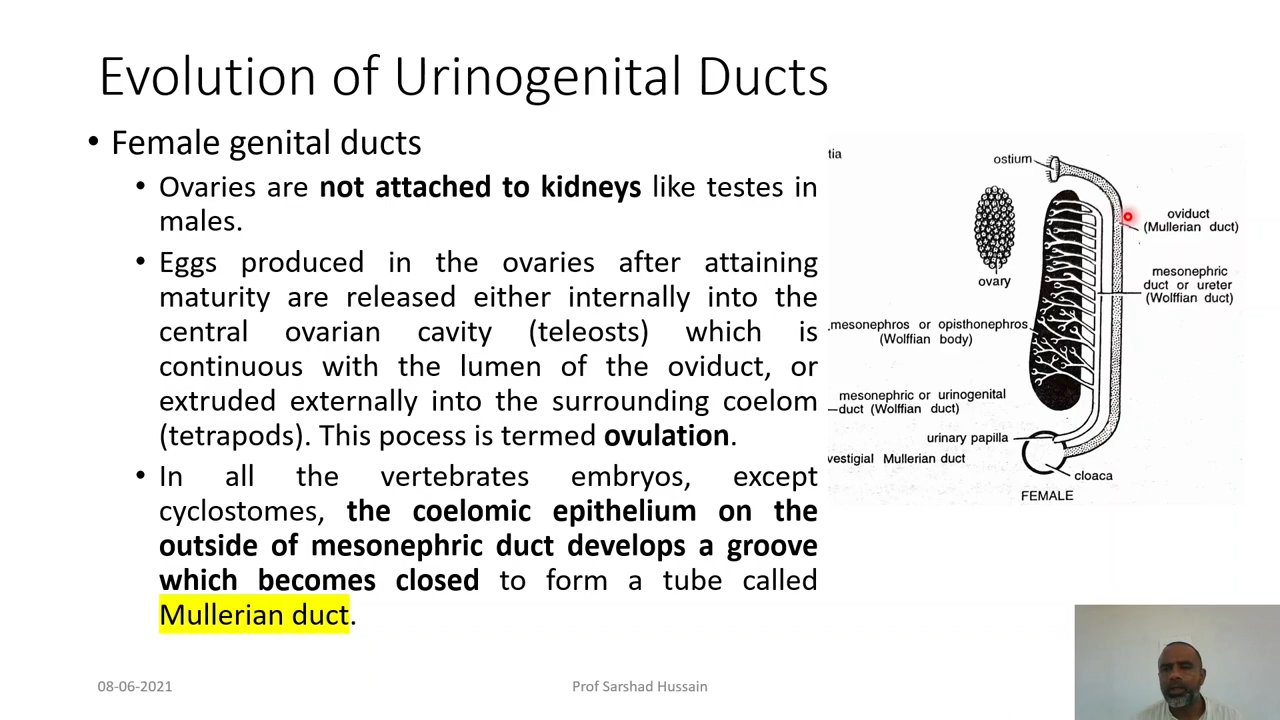 Evolution of Urinogenital Ducts
• Female genital ducts
• Ovaries are not attached to kidneys like testes in
males.
• Eggs produced in the ovaries after attaining
maturity are released either internally into the
central ovarian cavity (teleosts) which is
continuous with the lumen of the oviduct, or
extruded externally into the surrounding coelom
(tetrapods). This pocess is termed ovulation.
• In all the vertebrates embryos, except
cyclostomes, the coelomic epithelium on the
outside of mesonephric duct develops a groove
which becomes closed to form a tube called
Mullerian duct.
tia
ostium
oviduct
(Mullerian duct)
ovary
mesonephric
duct or ureter
(Wolffian duct)
mesonephros or opisthonephros
(Wolffian body)
mesonephric or urinogenital
duct (Wolffian duct)
urinary papilla
vestigial Mullerian duct
cloaca
FEMALE
08-06-2021
Prof Sarshad Hussain